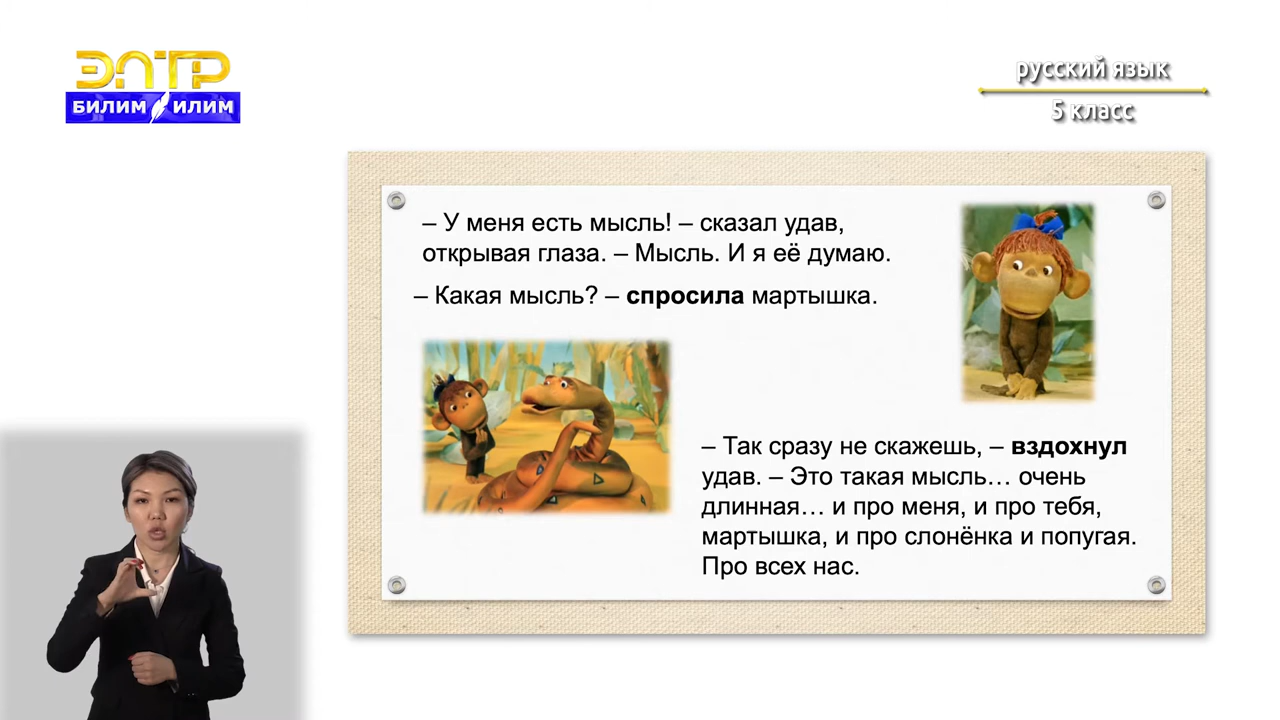 ЭЛТР
БИЛИМ ИЛИМ
русский язык
5 класс
– У меня есть мысль! – сказал удав,
открывая глаза. – Мысль. И я её думаю.
– Какая мысль? – спросила мартышка.
– Так сразу не скажешь, – вздохнул
удав. – Это такая мысль… очень
длинная… и про меня, и про тебя,
мартышка, и про слонёнка и попугая.
Про всех нас.